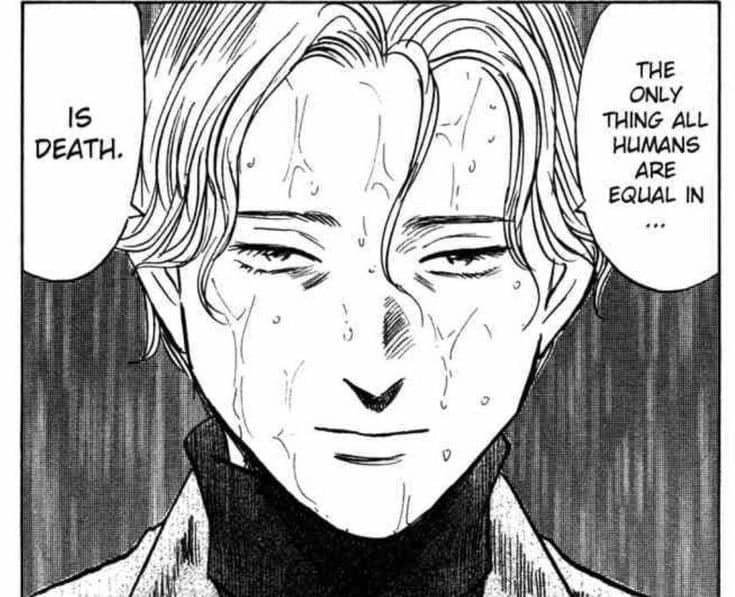 THE
ONLY
THING ALL
HUMANS
ARE
EQUAL IN
...
IS
DEATH.